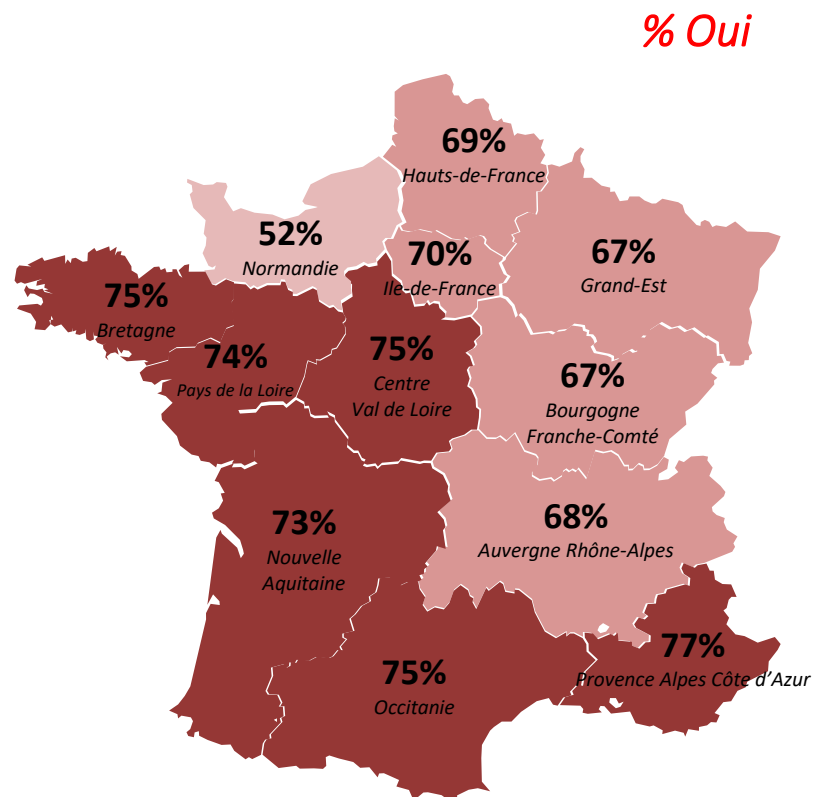 % Oui
69%
Hauts-de-France
52%
Normandie
70%
Ile-de-France
67%
Grand-Est
75%
Bretagne
74%
Pays de la Loire
75%
Centre
Val de Loire
67%
Bourgogne
Franche-Comté
73%
Nouvelle
Aquitaine
68%
Auvergne Rhône-Alpes
75%
Occitanie
77%
Provence Alpes Côte d’Azur